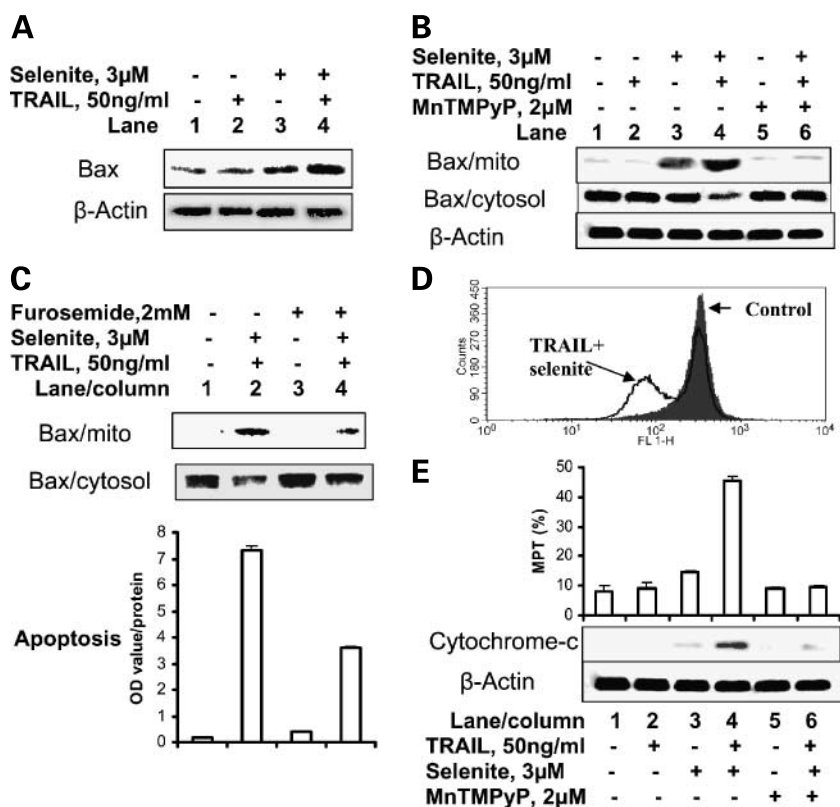 A
Selenite, 3µM - - + +
TRAIL, 50ng/ml - + - +
Lane 1 2 3 4
Bax
β-Actin
B
Selenite, 3µM - - + + - +
TRAIL, 50ng/ml - + - + - +
MnTMPyP, 2µM - - - - + +
Lane 1 2 3 4 5 6
Bax/mito
Bax/cytosol
β-Actin
C
Furosemide,2mM - - + +
Selenite, 3µM - + - +
TRAIL, 50ng/ml - + - +
Lane/column 1 2 3 4
Bax/mito
Bax/cytosol
8
7
6
5
4
3
2
1
0
OD value/protein
Apoptosis
D
450
360
270
180
90
0
Counts
Control
TRAIL+
selenite
10⁰ 10¹ 10² 10³ 10⁴
FL 1-H
E
50
40
30
20
10
0
MPT (%)
Cytochrome-c
β-Actin
Lane/column 1 2 3 4 5 6
TRAIL, 50ng/ml - + - + - +
Selenite, 3µM - - + + - +
MnTMPyP, 2µM - - - - + +